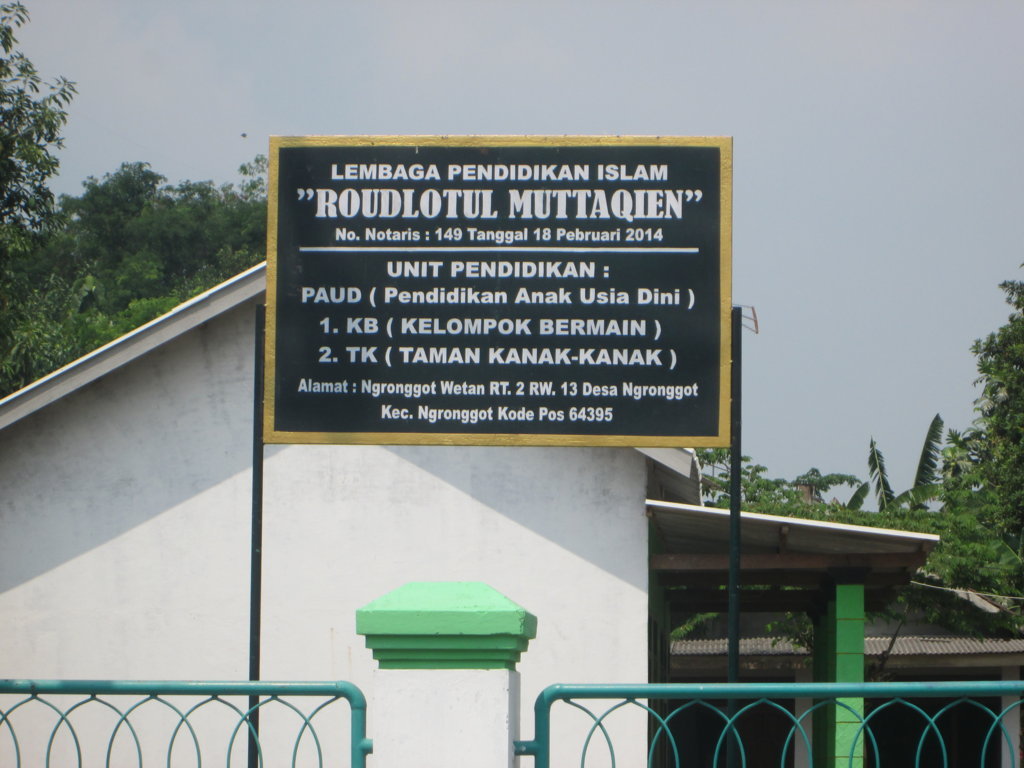 LEMBAGA PENDIDIKAN ISLAM
"ROUDLOTUL MUTTAQIEN"
No. Notaris : 149 Tanggal 18 Pebruari 2014
UNIT PENDIDIKAN :
PAUD ( Pendidikan Anak Usia Dini )
1. KB ( KELOMPOK BERMAIN )
2. TK ( TAMAN KANAK-KANAK )
Alamat : Ngronggot Wetan RT. 2 RW. 13 Desa Ngronggot
Kec. Ngronggot Kode Pos 64395